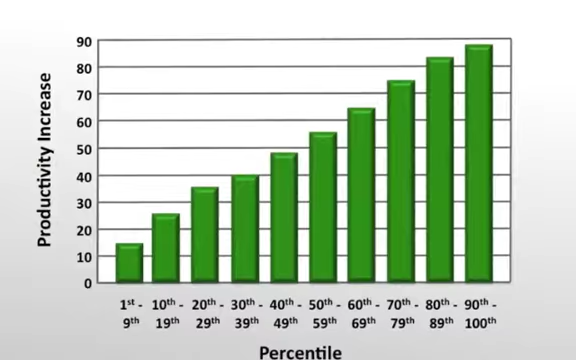 90
80
70
60
50
40
30
20
10
0
Productivity Increase
1st - 10th - 20th - 30th - 40th - 50th - 60th - 70th - 80th - 90th -
9th 19th 29th 39th 49th 59th 69th 79th 89th 100th
Percentile